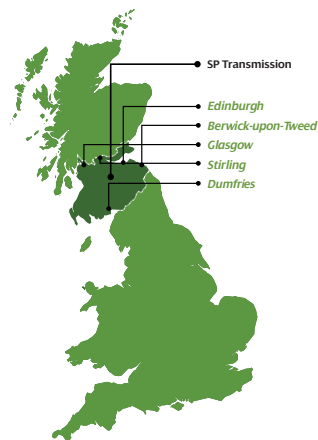 SP Transmission
Edinburgh
Berwick-upon-Tweed
Glasgow
Stirling
Dumfries